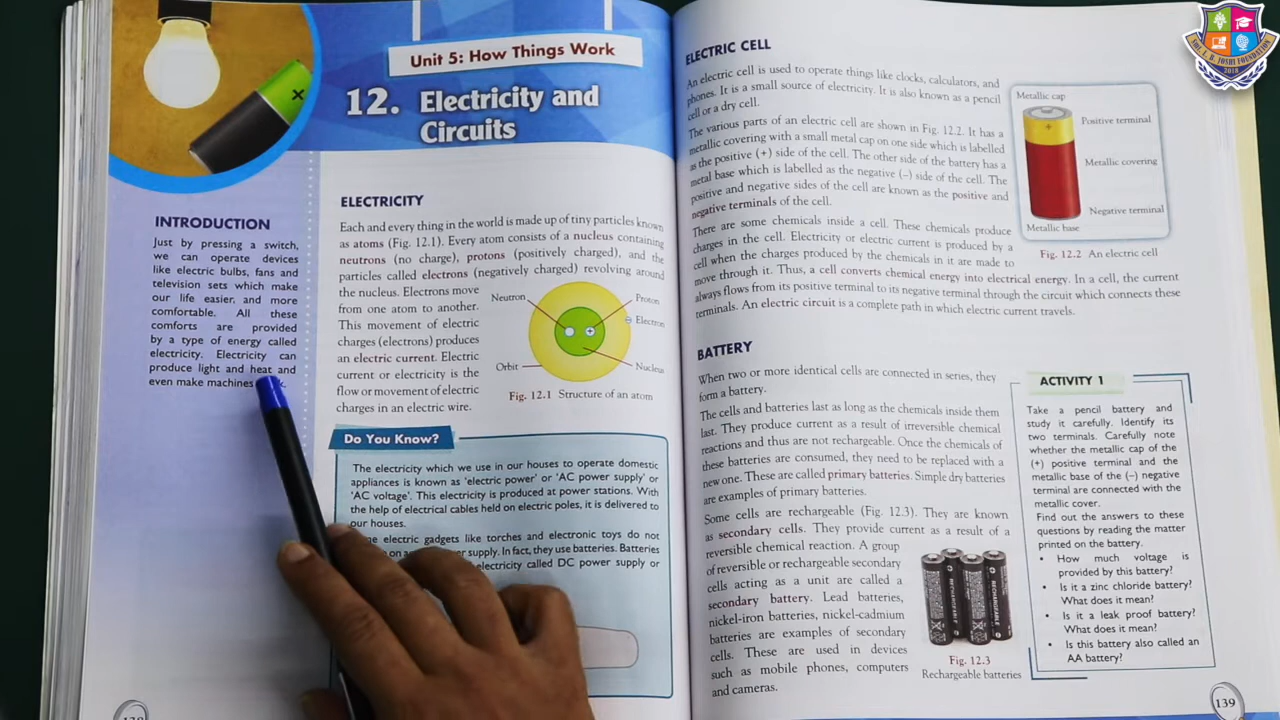 Unit 5: How Things Work
12. Electricity and
Circuits
INTRODUCTION
Just by pressing a switch,
we can operate devices
like electric bulbs, fans and
television sets which make
our life easier, and more
comfortable. All these
comforts are provided
by a type of energy called
electricity. Electricity can
produce light and heat and
even make machines
ELECTRICITY
Each and every thing in the world is made up of tiny particles known
as atoms (Fig. 12.1). Every atom consists of a nucleus containing
neutrons (no charge), protons (positively charged), and the
particles called electrons (negatively charged) revolving around
the nucleus. Electrons move
from one atom to another.
This movement of electric
charges (electrons) produces
an electric current. Electric
current or electricity is the
flow or movement of electric
charges in an electric wire.
Neutron
Proton
Electron
Orbit
Nucleus
Fig. 12.1 Structure of an atom
Do You Know?
The electricity which we use in our houses to operate domestic
appliances is known as 'electric power' or 'AC power supply' or
'AC voltage'. This electricity is produced at power stations. With
the help of electrical cables held on electric poles, it is delivered to
our houses.
electric gadgets like torches and electronic toys do not
supply. In fact, they use batteries. Batteries
electricity called DC power supply or
138
ELECTRIC CELL
An electric cell is used to operate things like clocks, calculators, and
phones. It is a small source of electricity. It is also known as a pencil
cell or a dry cell.
The various parts of an electric cell are shown in Fig. 12.2. It has a
metallic covering with a small metal cap on one side which is labelled
as the positive (+) side of the cell. The other side of the battery has a
metal base which is labelled as the negative (–) side of the cell. The
positive and negative sides of the cell are known as the positive and
negative terminals of the cell.
There are some chemicals inside a cell. These chemicals produce
charges in the cell. Electricity or electric current is produced by a
cell when the charges produced by the chemicals in it are made to
move through it. Thus, a cell converts chemical energy into electrical energy. In a cell, the current
always flows from its positive terminal to its negative terminal through the circuit which connects these
terminals. An electric circuit is a complete path in which electric current travels.
Metallic cap
Positive terminal
Metallic covering
Negative terminal
Metallic base
Fig. 12.2 An electric cell
BATTERY
When two or more identical cells are connected in series, they
form a battery.
The cells and batteries last as long as the chemicals inside them
last. They produce current as a result of irreversible chemical
reactions and thus are not rechargeable. Once the chemicals of
these batteries are consumed, they need to be replaced with a
new one. These are called primary batteries. Simple dry batteries
are examples of primary batteries.
Some cells are rechargeable (Fig. 12.3). They are known
as secondary cells. They provide current as a result of a
reversible chemical reaction. A group
of reversible or rechargeable secondary
cells acting as a unit are called a
secondary battery. Lead batteries,
nickel-iron batteries, nickel-cadmium
batteries are examples of secondary
cells. These are used in devices
such as mobile phones, computers
and cameras.
RECHARGEABLE
RECHARGEABLE
Fig. 12.3
Rechargeable batteries
ACTIVITY 1
Take a pencil battery and
study it carefully. Identify its
two terminals. Carefully note
whether the metallic cap of the
(+) positive terminal and the
metallic base of the (–) negative
terminal are connected with the
metallic cover.
Find out the answers to these
questions by reading the matter
printed on the battery.
• How much voltage is
provided by this battery?
• Is it a zinc chloride battery?
What does it mean?
• Is it a leak proof battery?
What does it mean?
• Is this battery also called an
AA battery?
139
SHRI. V. D. JOSHI FOUNDATION
2018